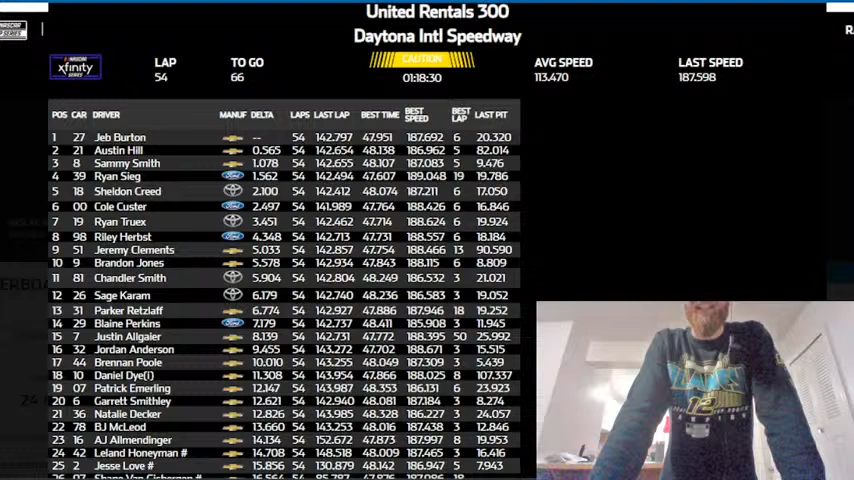 United Rentals 300
Daytona Intl Speedway
NASCAR
xfinity
SERIES
LAP TO GO CAUTION AVG SPEED LAST SPEED
54 66 01:18:30 113.470 187.598
POS CAR DRIVER MANUF DELTA LAPS LAST LAP BEST TIME BEST SPEED BEST LAP LAST PIT
1 27 Jeb Burton -- 54 142.797 47.951 187.692 6 20.320
2 21 Austin Hill 0.565 54 142.654 48.138 186.962 5 82.014
3 8 Sammy Smith 1.078 54 142.655 48.107 187.083 5 9.476
4 39 Ryan Sieg Ford 1.562 54 142.494 47.607 189.048 19 19.786
5 18 Sheldon Creed 2.100 54 142.412 48.074 187.211 6 17.050
6 00 Cole Custer Ford 2.497 54 141.989 47.764 188.426 6 16.846
7 19 Ryan Truex 3.451 54 142.462 47.714 188.624 6 19.924
8 98 Riley Herbst Ford 4.348 54 142.713 47.731 188.557 6 18.184
9 51 Jeremy Clements 5.033 54 142.857 47.754 188.466 13 90.590
10 9 Brandon Jones 5.578 54 142.934 47.843 188.115 6 8.809
11 81 Chandler Smith 5.904 54 142.804 48.249 186.532 3 21.021
12 26 Sage Karam 6.179 54 142.740 48.236 186.583 3 19.052
13 31 Parker Retzlaff 6.774 54 142.927 47.886 187.946 18 19.252
14 29 Blaine Perkins Ford 7.179 54 142.737 48.411 185.908 3 11.945
15 7 Justin Allgaier 8.139 54 142.731 47.772 188.395 50 25.992
16 32 Jordan Anderson 9.455 54 143.272 47.702 188.671 3 15.515
17 44 Brennan Poole 10.010 54 143.255 48.049 187.309 3 5.439
18 10 Daniel Dye(i) 11.308 54 143.954 47.866 188.025 8 107.337
19 07 Patrick Emerling 12.147 54 143.987 48.353 186.131 6 23.923
20 6 Garrett Smithley 12.621 54 142.940 48.081 187.184 3 8.274
21 36 Natalie Decker 12.826 54 143.985 48.328 186.227 3 24.057
22 78 BJ McLeod 13.660 54 143.253 48.016 187.438 3 12.846
23 16 AJ Allmendinger 14.134 54 152.672 47.873 187.997 8 19.953
24 42 Leland Honeyman # 14.708 54 148.518 48.009 187.465 3 16.416
25 2 Jesse Love # 15.856 54 130.879 48.142 186.947 5 7.943
12